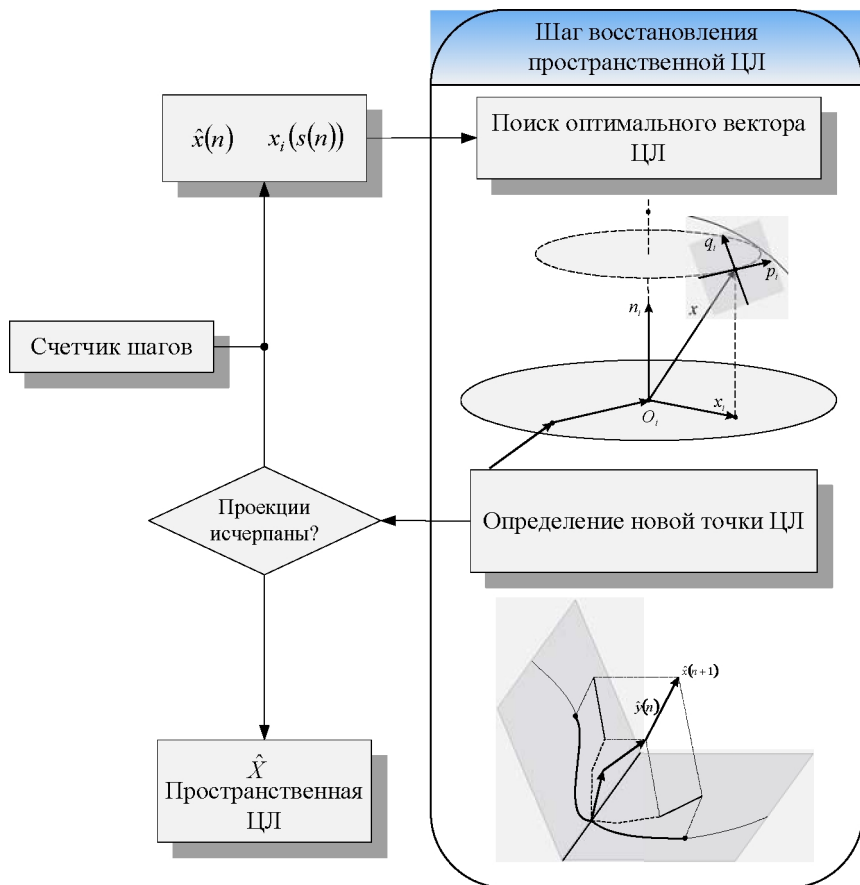 Шаг восстановления
пространственной ЦЛ
x̂(n) x_i(s(n))
Поиск оптимального вектора
ЦЛ
q_i
p_i
n_i
x
x_i
O_i
Счетчик шагов
Проекции
исчерпаны?
Определение новой точки ЦЛ
x̂(n+1)
ŷ(n)
X̂
Пространственная
ЦЛ